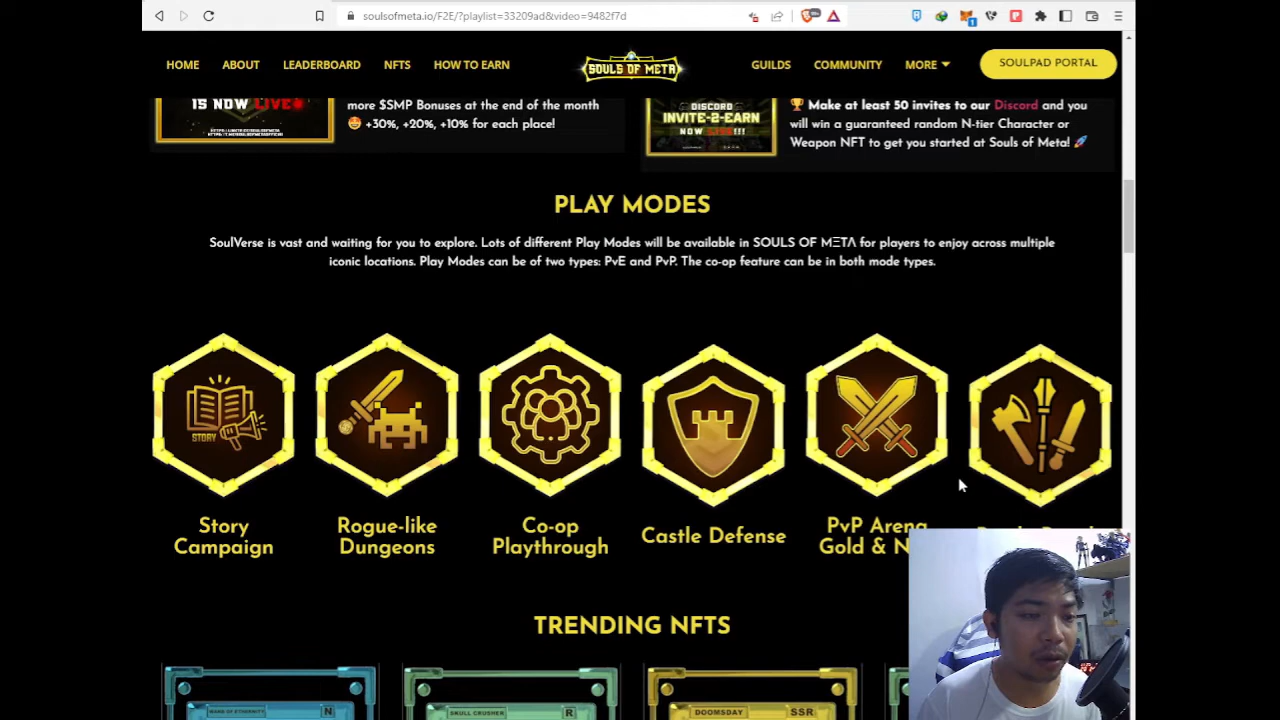 soulsofmeta.io/F2E/?playlist=33209ad&video=9482f7d
HOME ABOUT LEADERBOARD NFTS HOW TO EARN SOULS OF META GUILDS COMMUNITY MORE SOULPAD PORTAL
IS NOW LIVE
more $SMP Bonuses at the end of the month
🤩 +30%, +20%, +10% for each place!
DISCORD
INVITE-2-EARN
NOW LIVE!!!
🏆 Make at least 50 invites to our Discord and you
will win a guaranteed random N-tier Character or
Weapon NFT to get you started at Souls of Meta! 🚀
PLAY MODES
SoulVerse is vast and waiting for you to explore. Lots of different Play Modes will be available in SOULS OF MΞTΛ for players to enjoy across multiple
iconic locations. Play Modes can be of two types: PvE and PvP. The co-op feature can be in both mode types.
STORY
Story
Campaign
Rogue-like
Dungeons
Co-op
Playthrough
Castle Defense
PvP Arena
Gold &
TRENDING NFTS
N
SKULL CRUSHER R
DOOMSDAY SSR